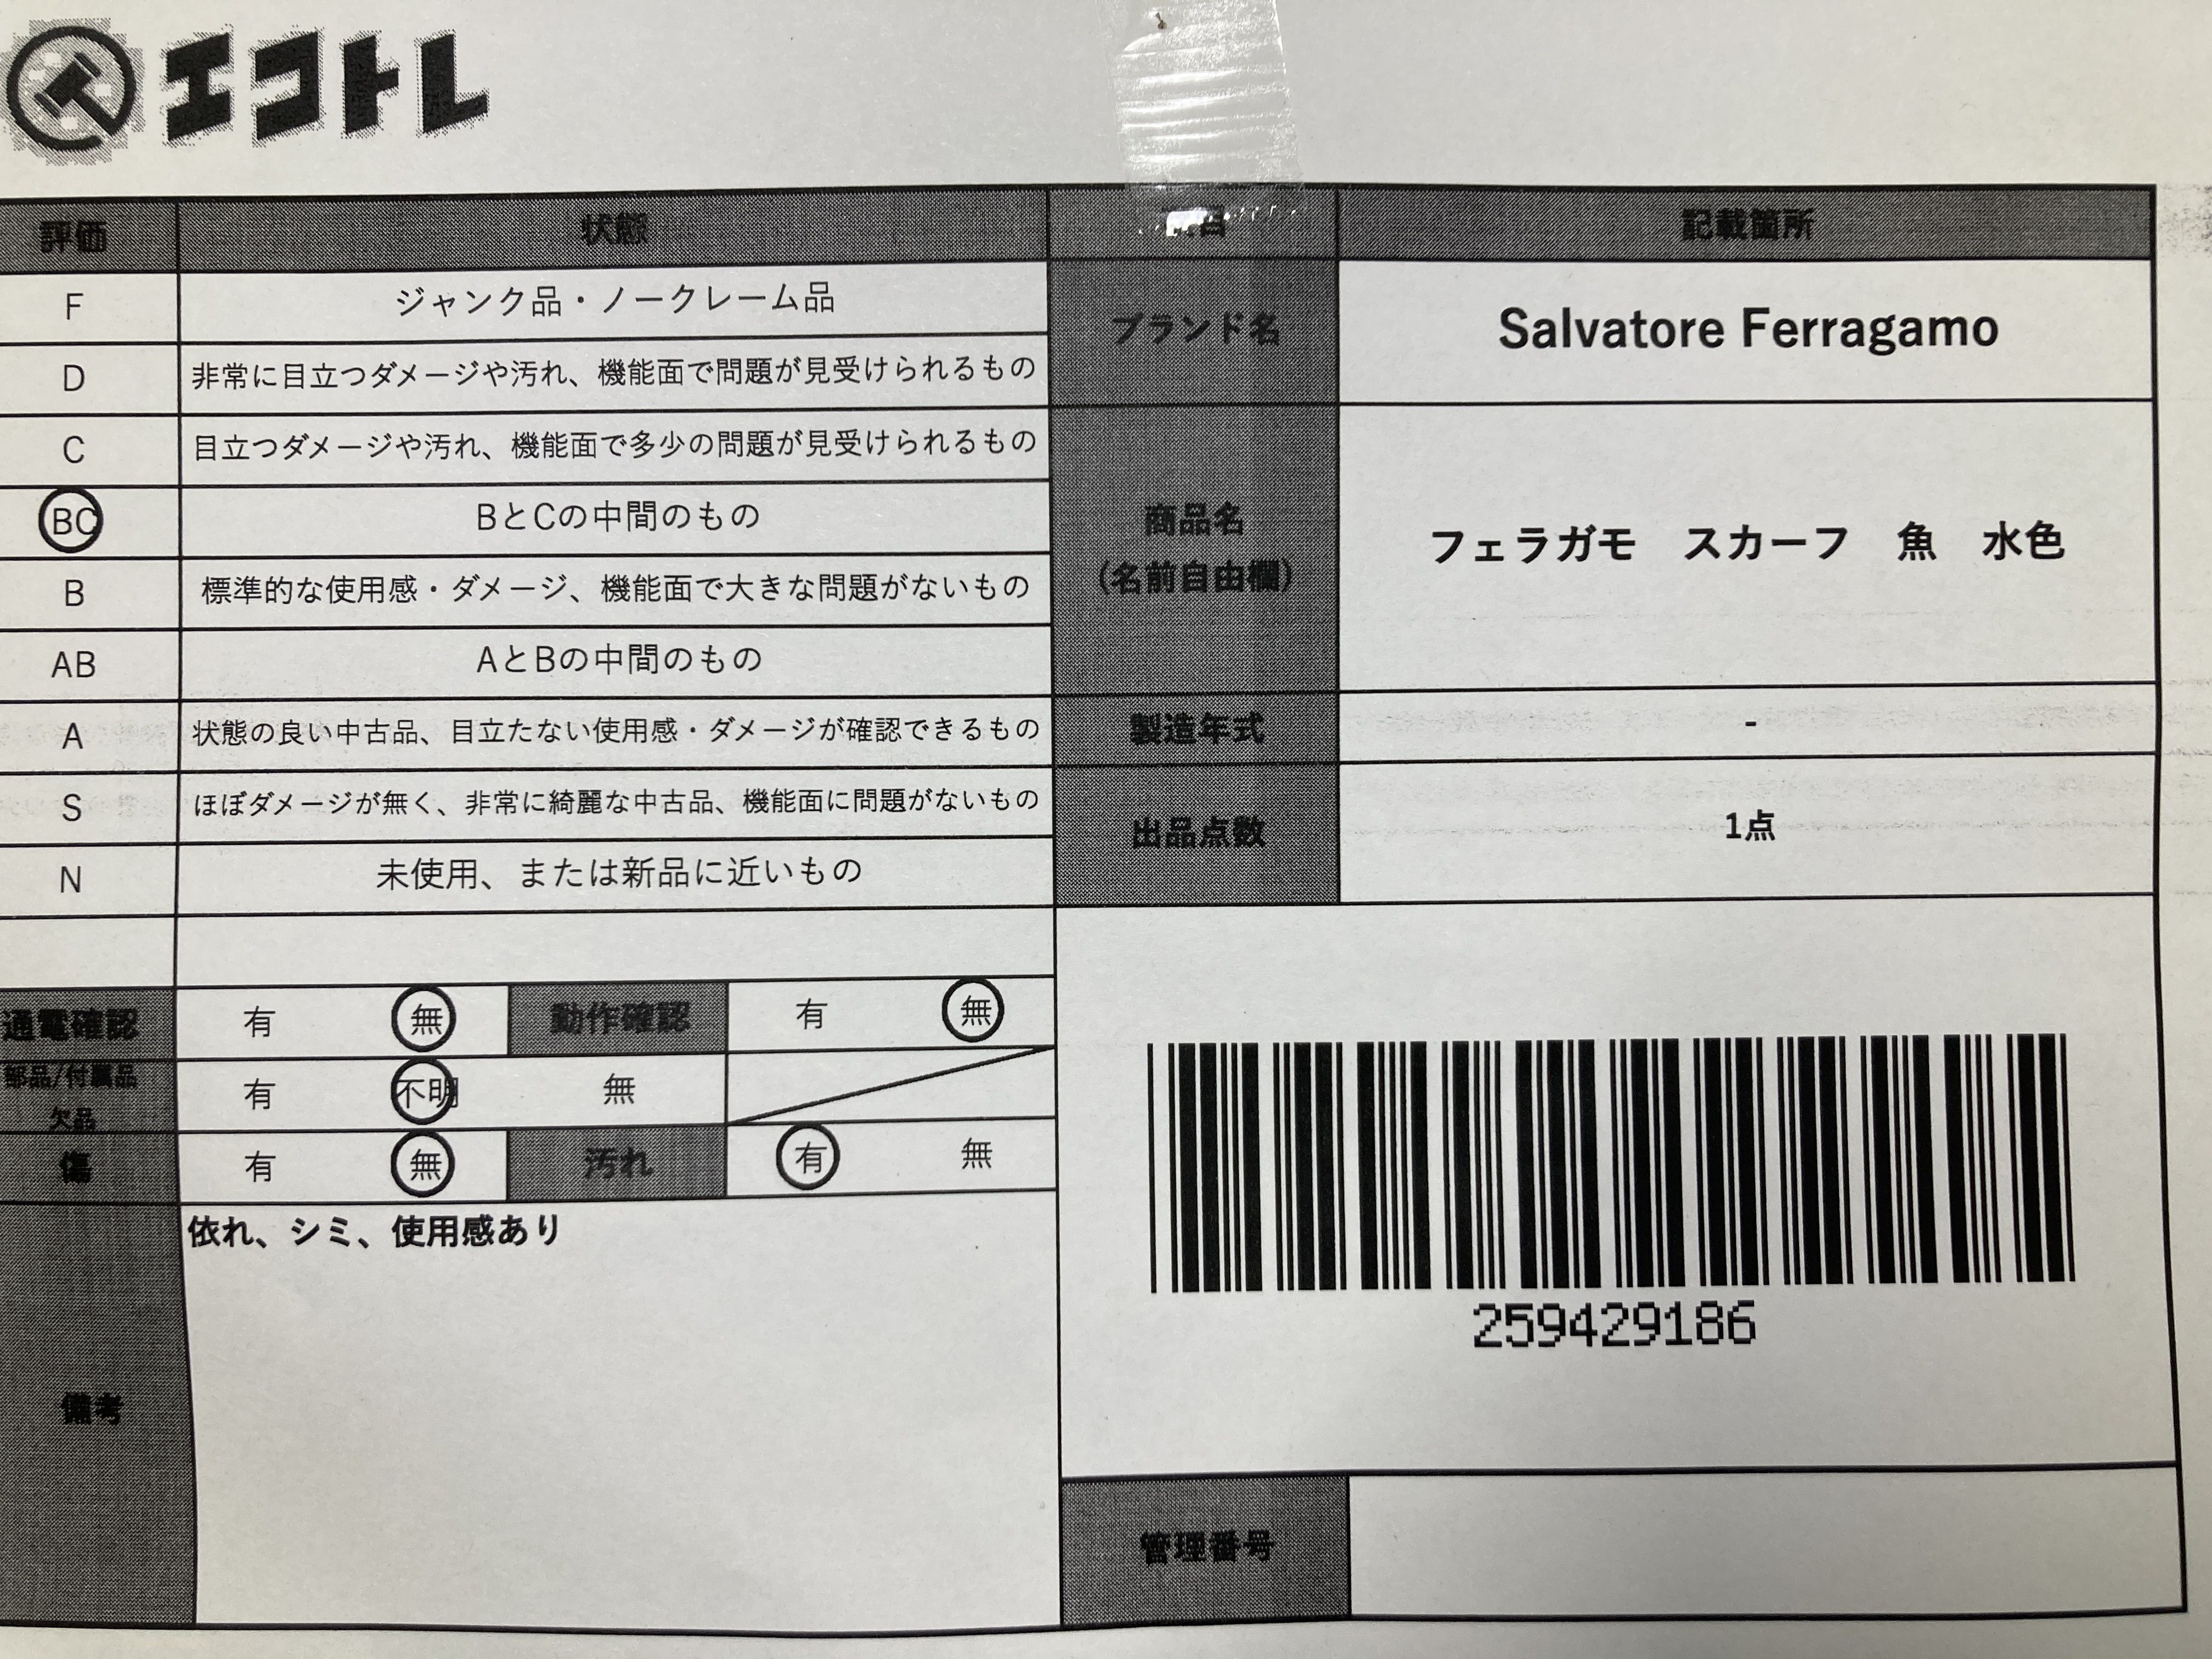 エコトレ
評価 状態 記載箇所
F ジャンク品・ノークレーム品
D 非常に目立つダメージや汚れ、機能面で問題が見受けられるもの
C 目立つダメージや汚れ、機能面で多少の問題が見受けられるもの
BC BとCの中間のもの
B 標準的な使用感・ダメージ、機能面で大きな問題がないもの
AB AとBの中間のもの
A 状態の良い中古品、目立たない使用感・ダメージが確認できるもの
S ほぼダメージが無く、非常に綺麗な中古品、機能面に問題がないもの
N 未使用、または新品に近いもの
通電確認 有 無 動作確認 有 無
部品/付属品
欠品
有 不明 無
傷 有 無 汚れ 有 無
備考
依れ、シミ、使用感あり
ブランド名 Salvatore Ferragamo
商品名
(名前自由欄)
フェラガモ スカーフ 魚 水色
製造年式 -
出品点数 1点
259429186
管理番号